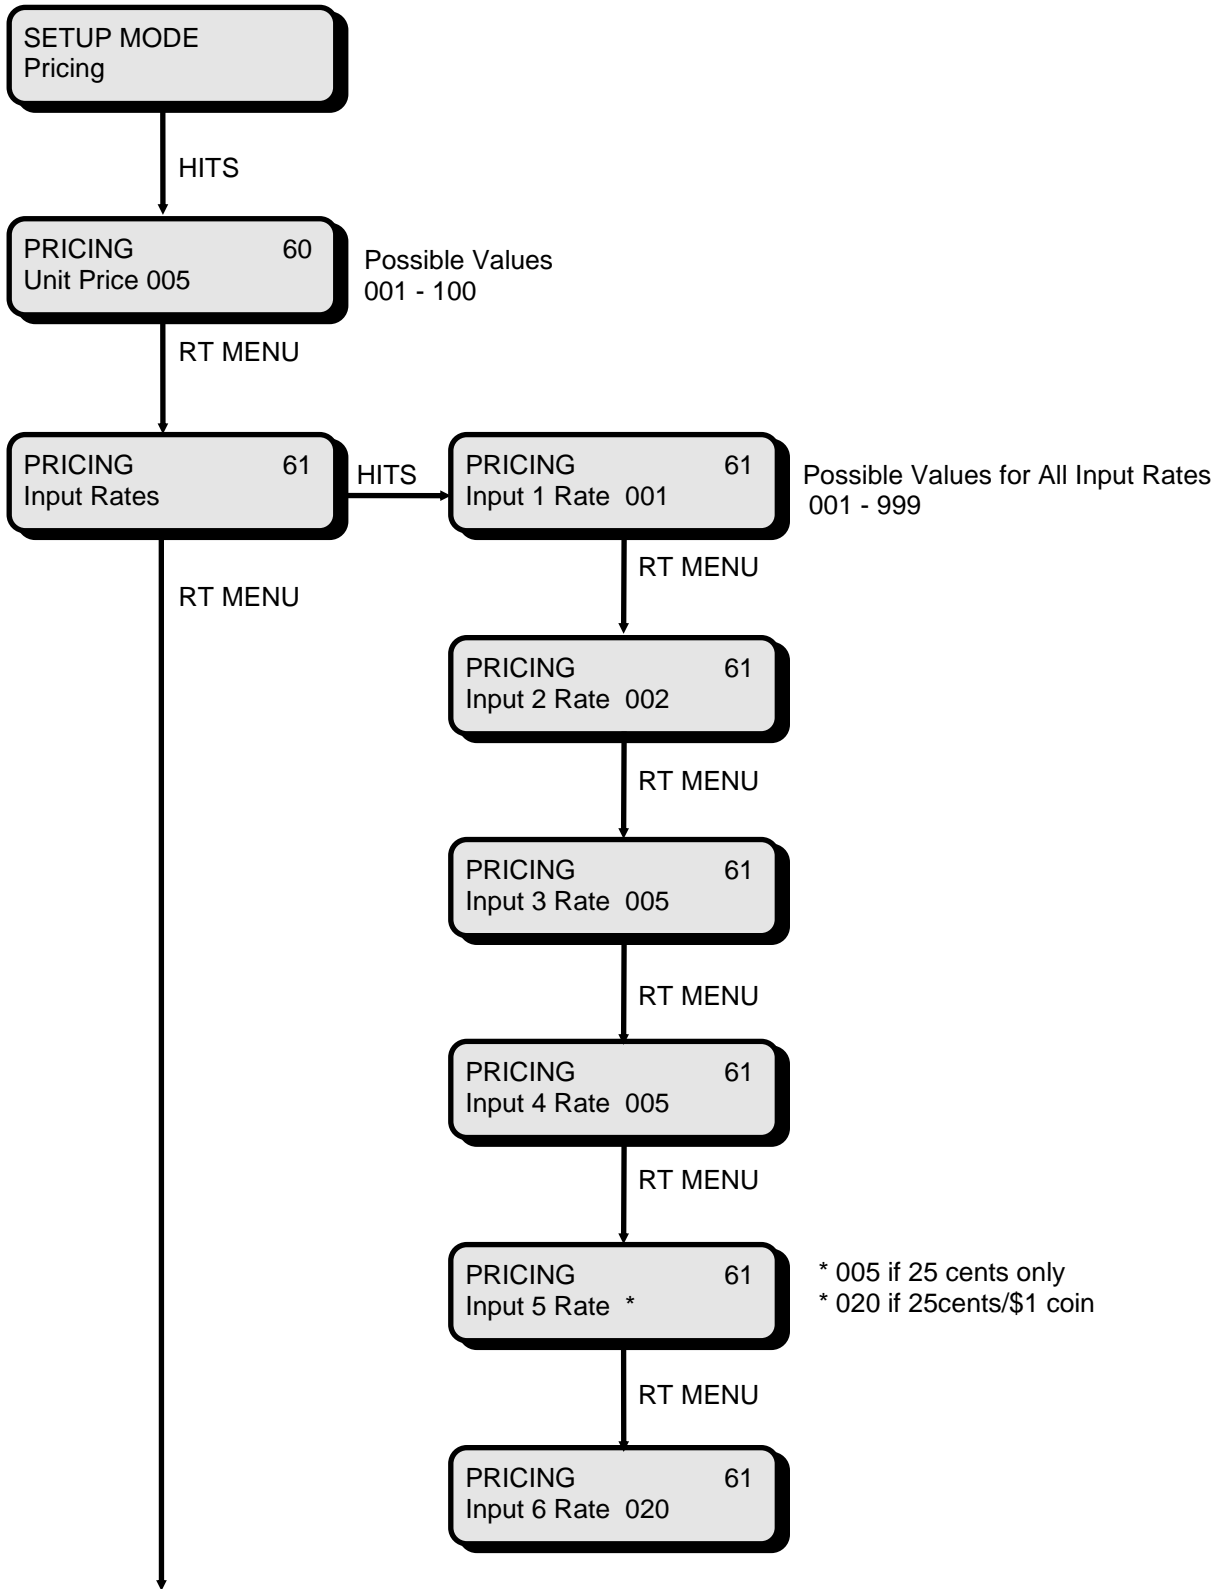 SETUP MODE
Pricing
HITS
PRICING 60
Unit Price 005
Possible Values
001 - 100
RT MENU
PRICING 61
Input Rates
HITS
PRICING 61
Input 1 Rate 001
Possible Values for All Input Rates
001 - 999
RT MENU
RT MENU
PRICING 61
Input 2 Rate 002
RT MENU
PRICING 61
Input 3 Rate 005
RT MENU
PRICING 61
Input 4 Rate 005
RT MENU
PRICING 61
Input 5 Rate *
* 005 if 25 cents only
* 020 if 25cents/$1 coin
RT MENU
PRICING 61
Input 6 Rate 020